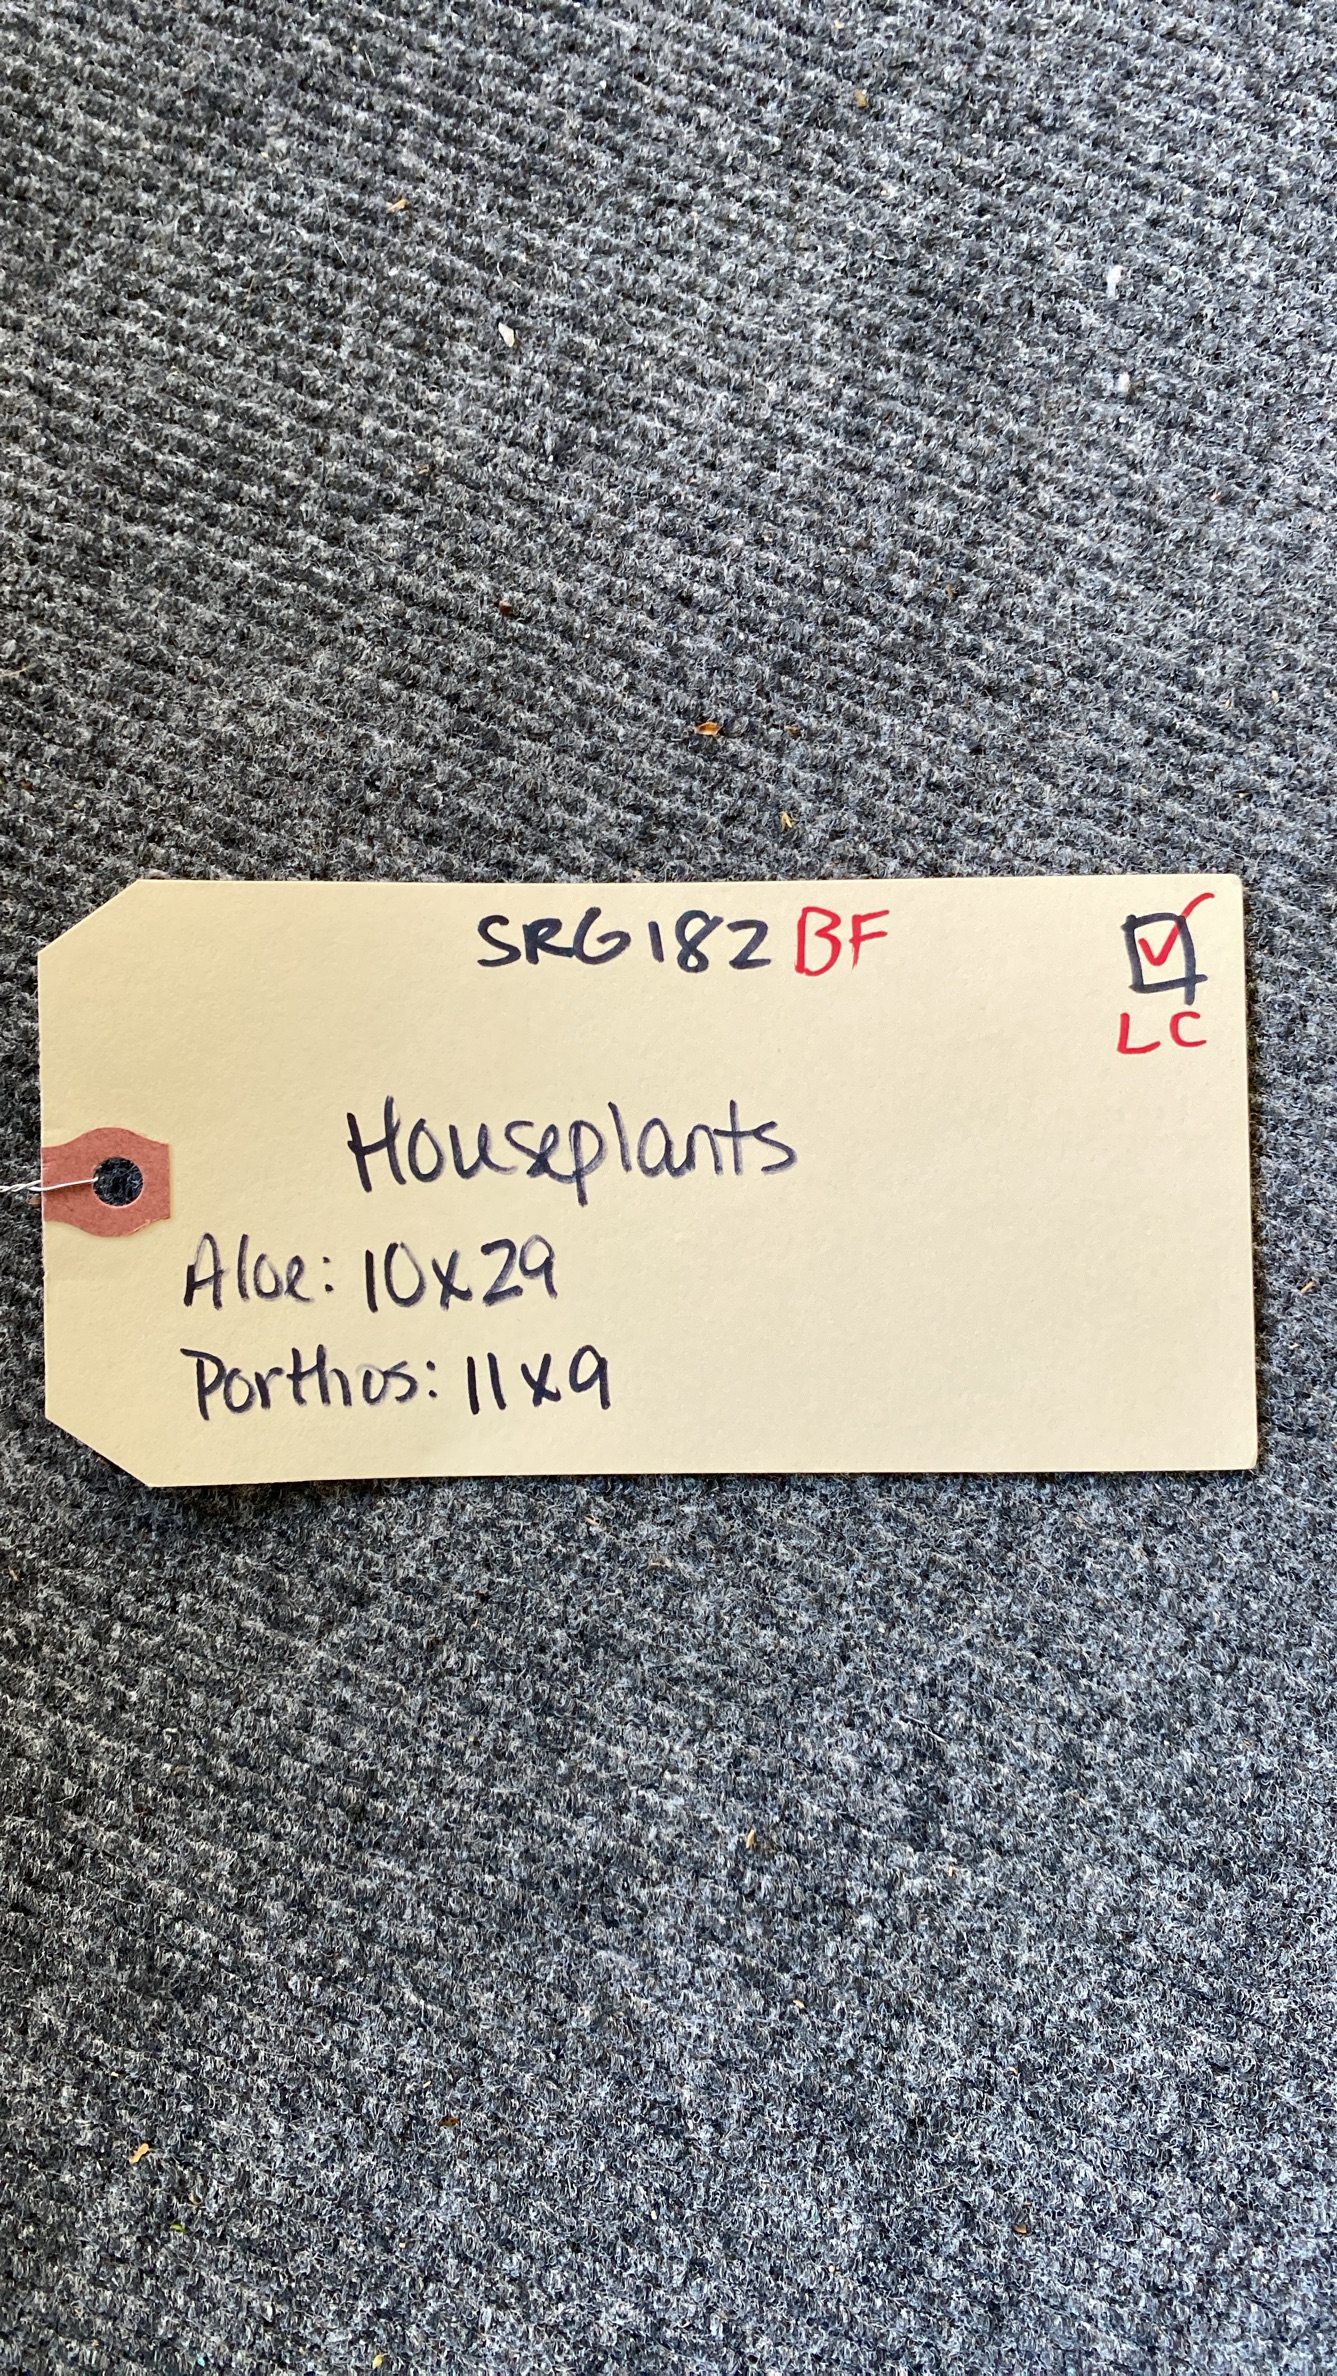 SRG182 BF
LC
Houseplants
Aloe: 10x29
Porthos: 11x9